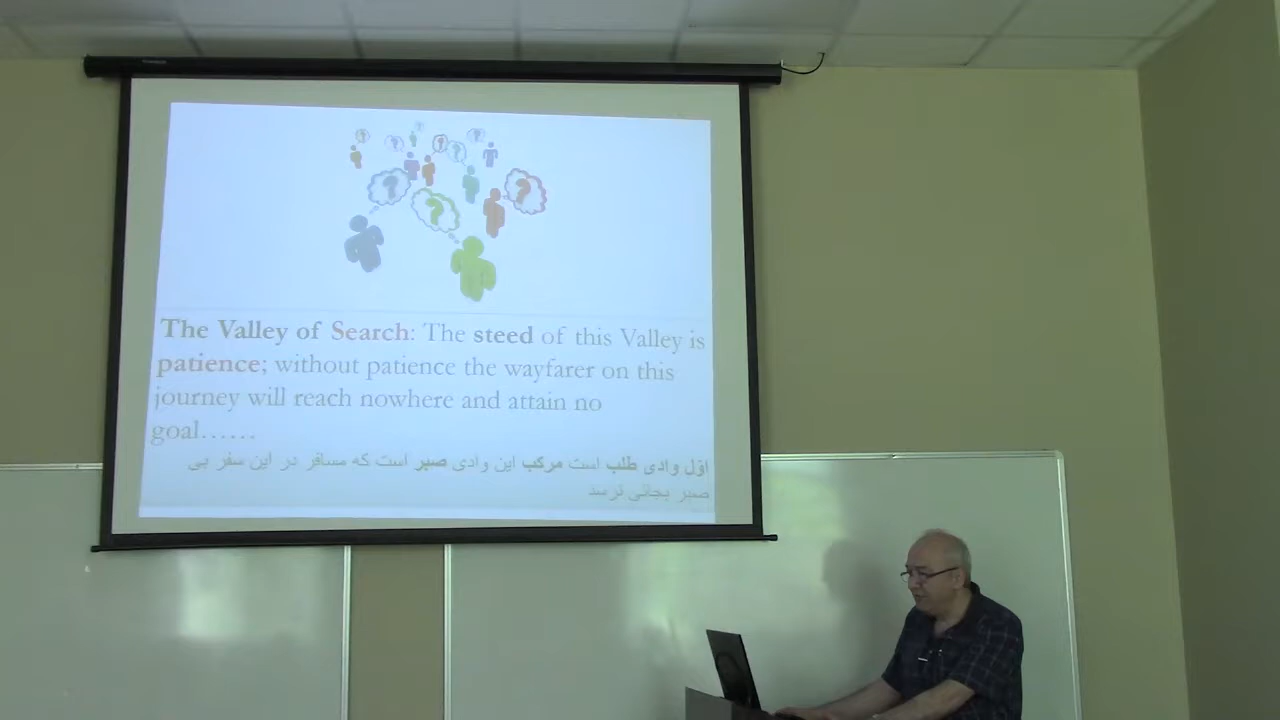 The Valley of Search: The steed of this Valley is
patience; without patience the wayfarer on this
journey will reach nowhere and attain no
goal......
اوّل وادی طلب است مرکب این وادی صبر است که مسافر در این سفر بی
صبر بجائی نرسد